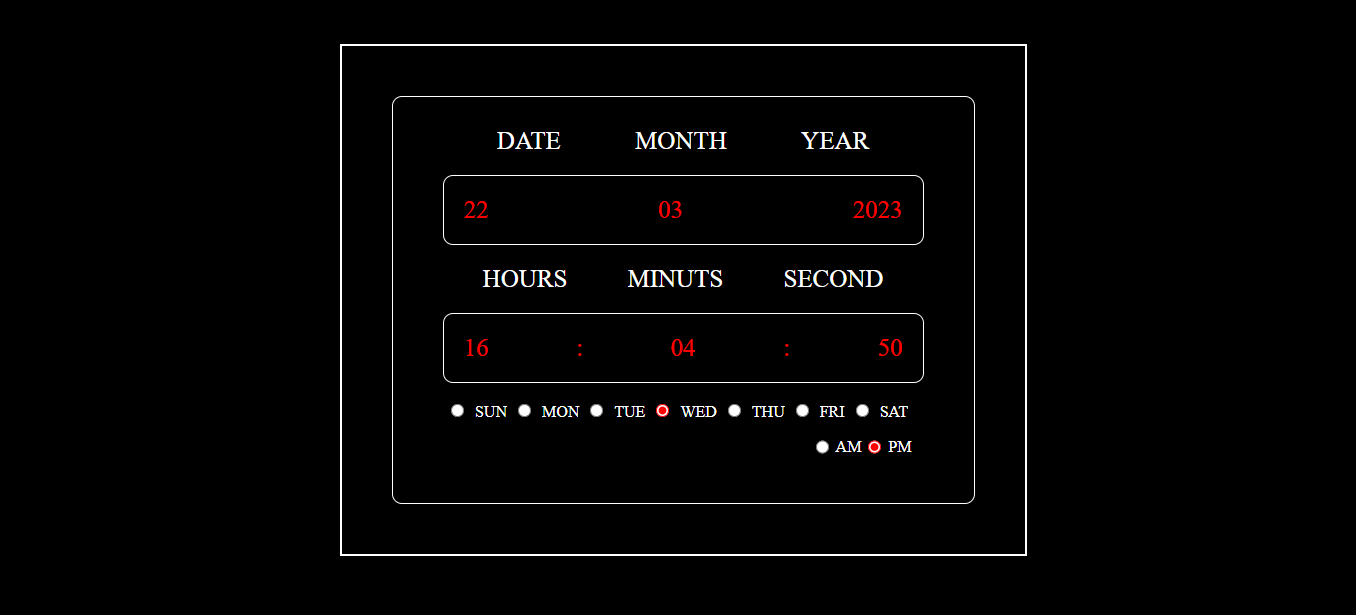 DATE MONTH YEAR
22 03 2023
HOURS MINUTS SECOND
16 : 04 : 50
SUN MON TUE WED THU FRI SAT
AM PM